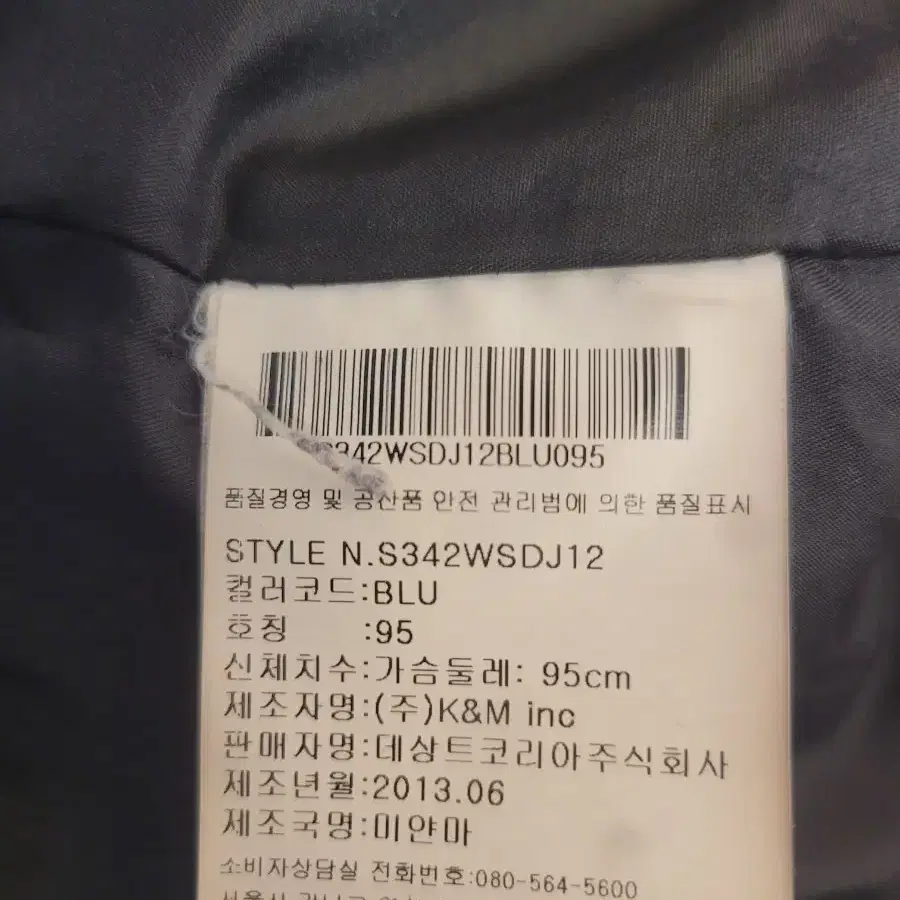 S342WSDJ12BLU095
품질경영 및 공산품 안전 관리법에 의한 품질표시
STYLE N.S342WSDJ12
컬러코드:BLU
호칭 :95
신체치수:가슴둘레: 95cm
제조자명:(주)K&M inc
판매자명:데상트코리아주식회사
제조년월:2013.06
제조국명:미얀마
소비자상담실 전화번호:080-564-5600